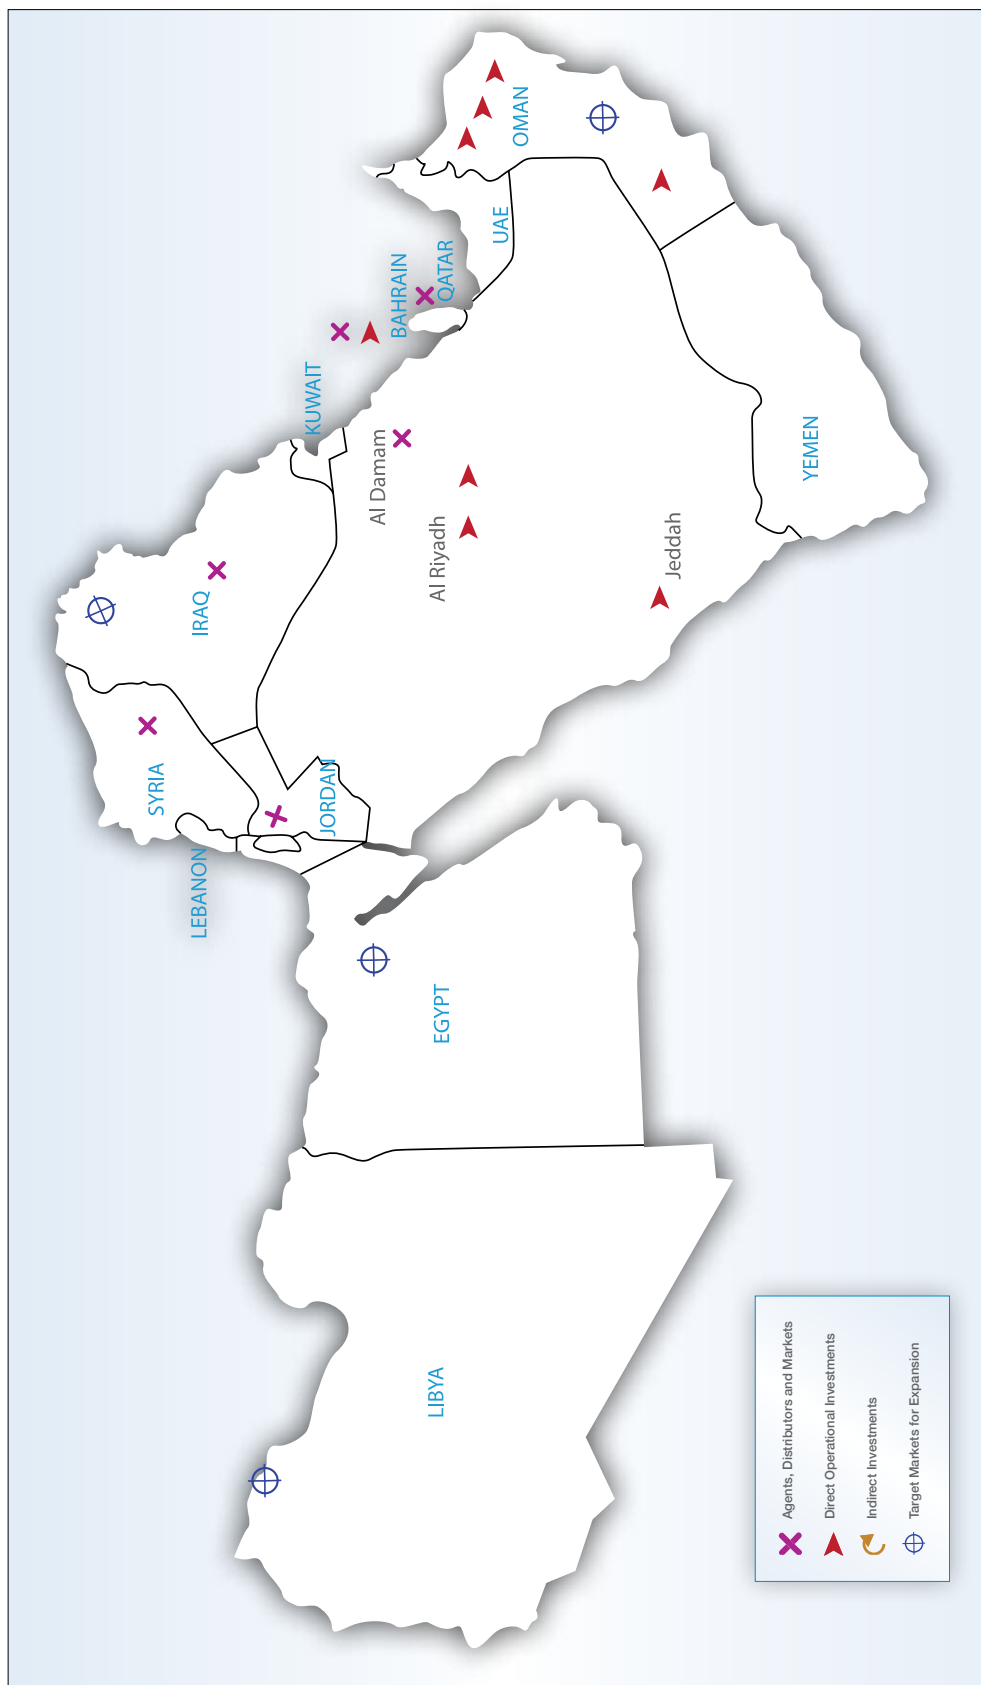 LIBYA
EGYPT
LEBANON
SYRIA
JORDAN
IRAQ
KUWAIT
BAHRAIN
QATAR
UAE
OMAN
YEMEN
Al Damam
Al Riyadh
Jeddah
Agents, Distributors and Markets
Direct Operational Investments
Indirect Investments
Target Markets for Expansion